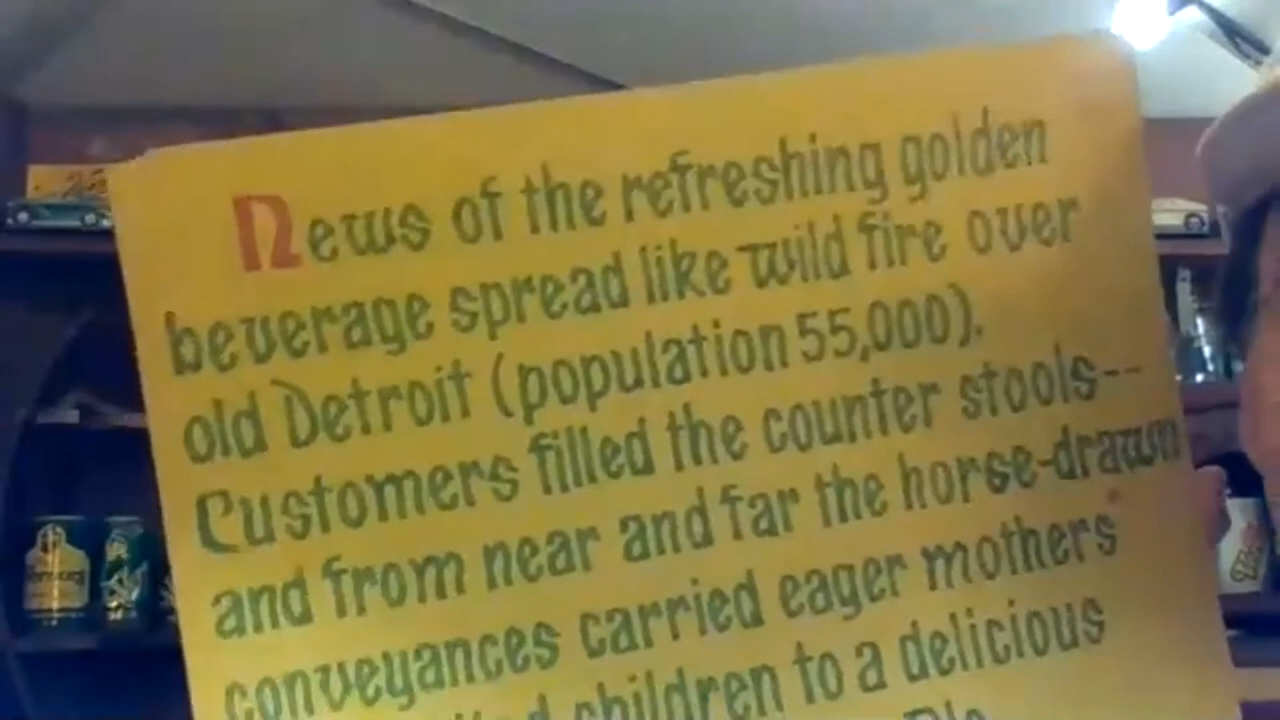 News of the refreshing golden
beverage spread like wild fire over
old Detroit (population 55,000).
Customers filled the counter stools--
and from near and far the horse-drawn
conveyances carried eager mothers
children to a delicious